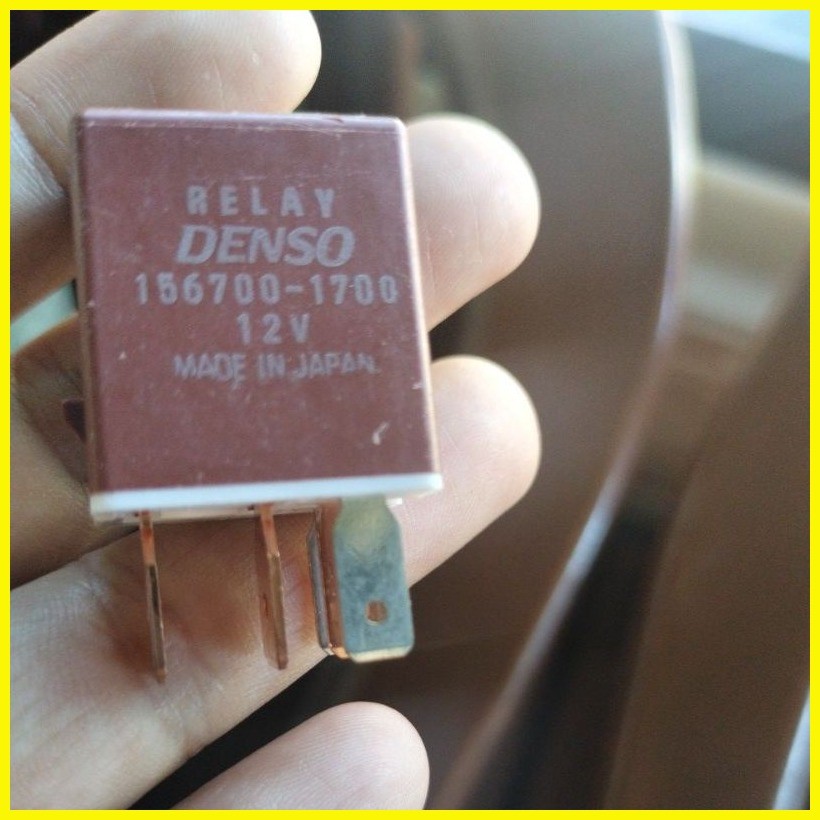 RELAY
DENSO
156700-1700
12V
MADE IN JAPAN